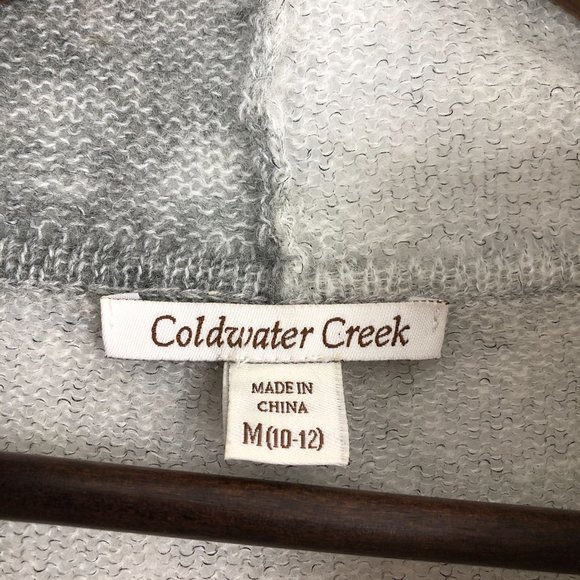 Coldwater Creek
MADE IN
CHINA
M(10-12)